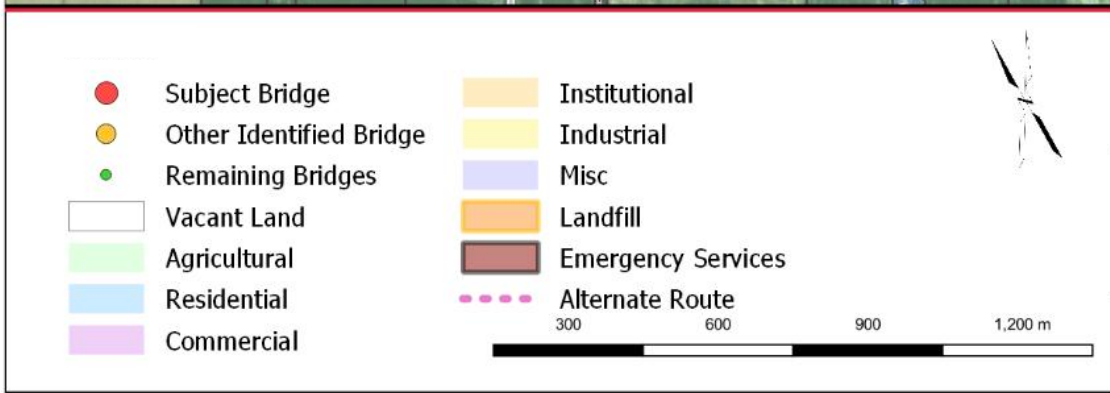 Subject Bridge
Other Identified Bridge
Remaining Bridges
Vacant Land
Agricultural
Residential
Commercial
Institutional
Industrial
Misc
Landfill
Emergency Services
Alternate Route
300 600 900 1,200 m